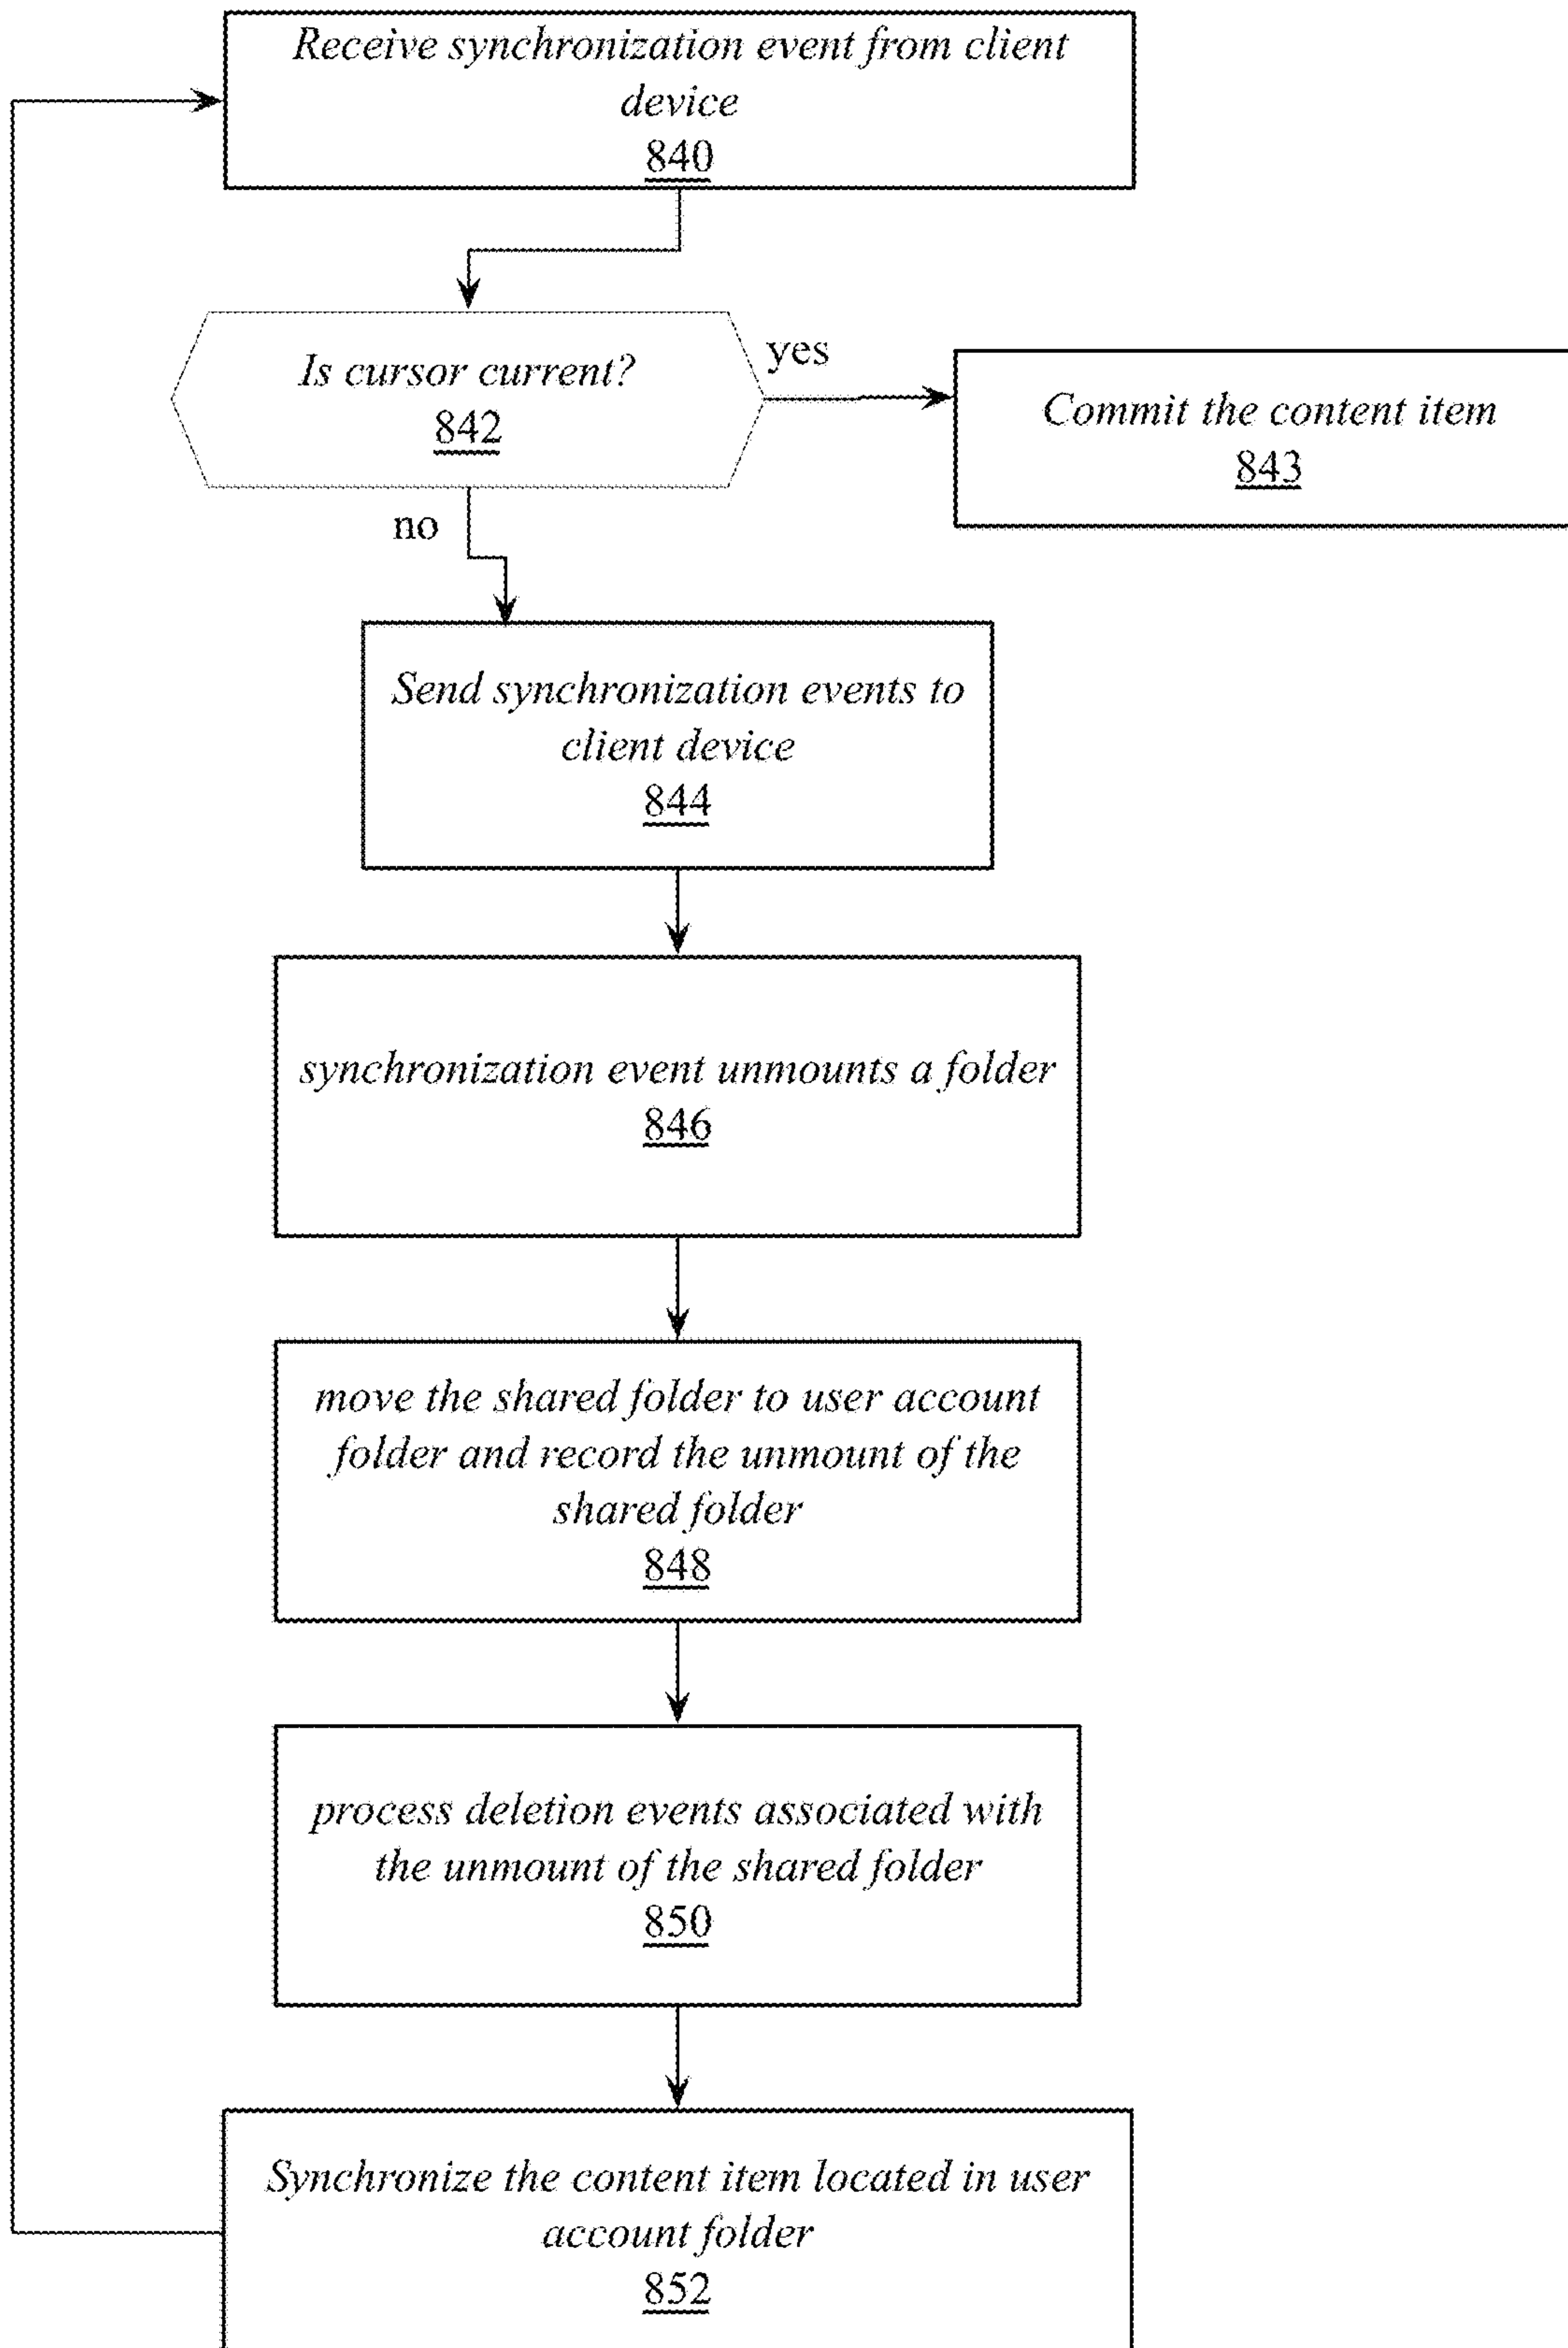 Receive synchronization event from client
device
840
Is cursor current?
842
yes
Commit the content item
843
no
Send synchronization events to
client device
844
synchronization event unmounts a folder
846
move the shared folder to user account
folder and record the unmount of the
shared folder
848
process deletion events associated with
the unmount of the shared folder
850
Synchronize the content item located in user
account folder
852